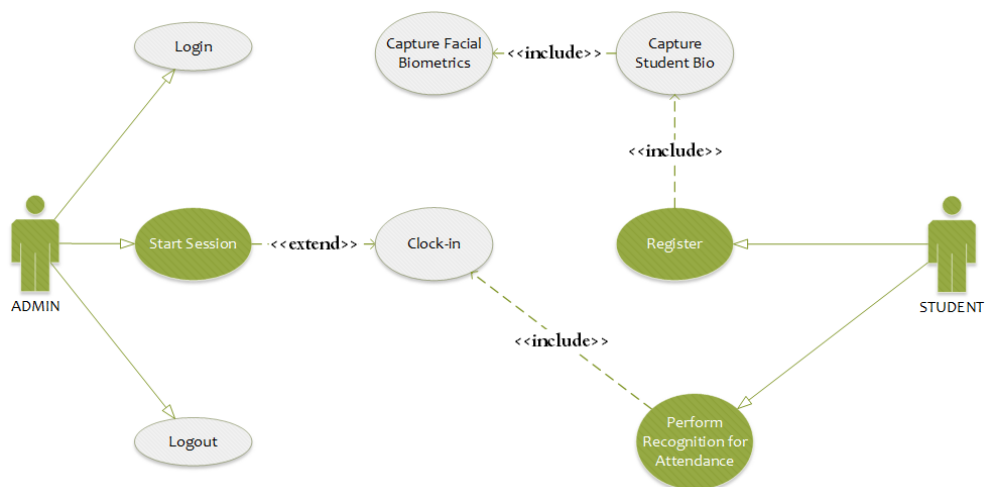 Login
Capture Facial
Biometrics
<<include>>
Capture
Student Bio
<<include>>
ADMIN
Start Session
<<extend>>
Clock-in
Register
STUDENT
<<include>>
Logout
Perform
Recognition for
Attendance